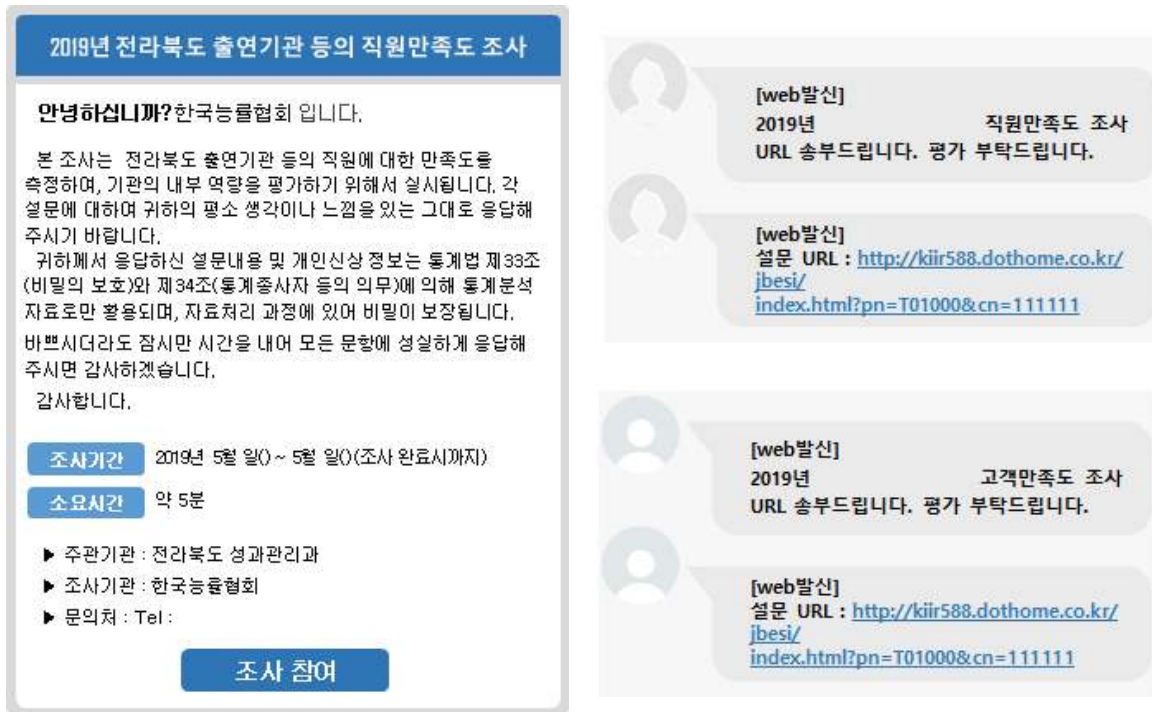 2019년 전라북도 출연기관 등의 직원만족도 조사
안녕하십니까?한국능률협회 입니다.
본 조사는 전라북도 출연기관 등의 직원에 대한 만족도를
측정하여, 기관의 내부 역량을 평가하기 위해서 실시됩니다. 각
설문에 대하여 귀하의 평소 생각이나 느낌을 있는 그대로 응답해
주시기 바랍니다.
귀하께서 응답하신 설문내용 및 개인신상 정보는 통계법 제33조
(비밀의 보호)와 제34조(통계종사자 등의 의무)에 의해 통계분석
자료로만 활용되며, 자료처리 과정에 있어 비밀이 보장됩니다.
바쁘시더라도 잠시만 시간을 내어 모든 문항에 성실하게 응답해
주시면 감사하겠습니다.
감사합니다.
조사기간 2019년 5월 일()~ 5월 일()(조사 완료시까지)
소요시간 약 5분
▶ 주관기관 : 전라북도 성과관리과
▶ 조사기관 : 한국능률협회
▶ 문의처 : Tel :
조사 참여
[web발신]
2019년 직원만족도 조사
URL 송부드립니다. 평가 부탁드립니다.
[web발신]
설문 URL : http://kiir588.dothome.co.kr/
jbesi/
index.html?pn=T01000&cn=111111
[web발신]
2019년 고객만족도 조사
URL 송부드립니다. 평가 부탁드립니다.
[web발신]
설문 URL : http://kiir588.dothome.co.kr/
jbesi/
index.html?pn=T01000&cn=111111